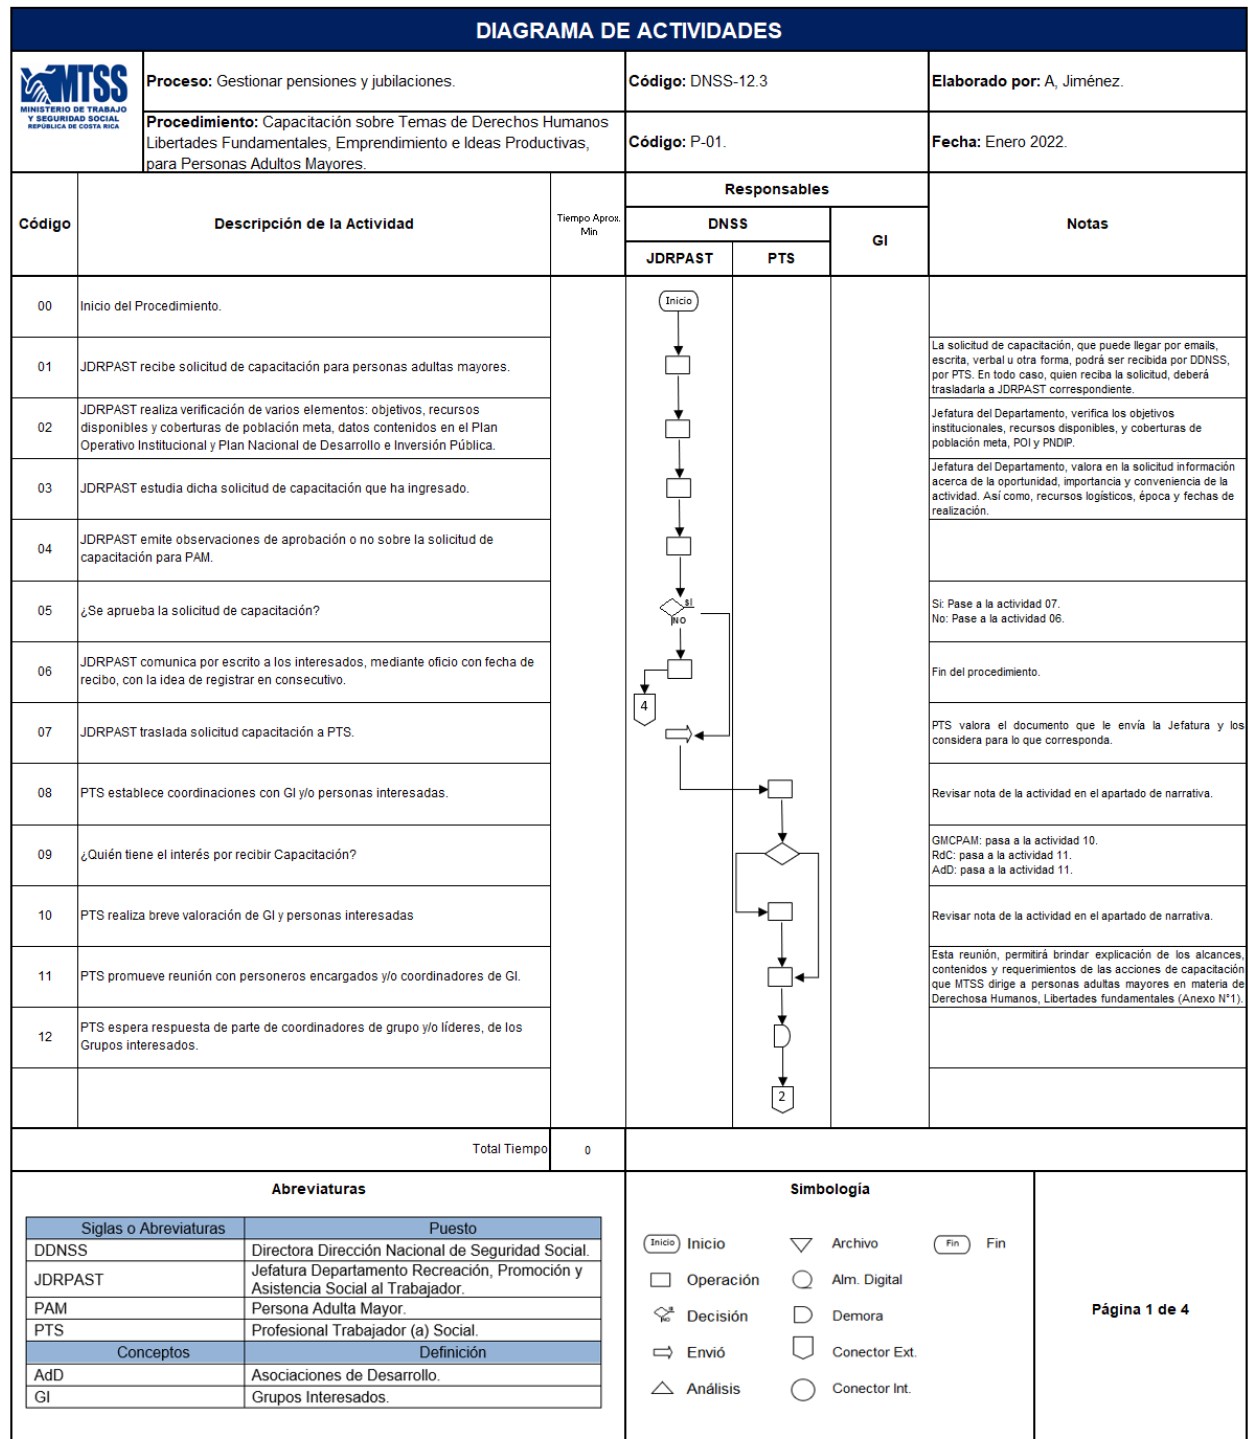 DIAGRAMA DE ACTIVIDADES
MTSS
MINISTERIO DE TRABAJO
Y SEGURIDAD SOCIAL
REPÚBLICA DE COSTA RICA
Proceso: Gestionar pensiones y jubilaciones.
Código: DNSS-12.3
Elaborado por: A, Jiménez.
Procedimiento: Capacitación sobre Temas de Derechos Humanos
Libertades Fundamentales, Emprendimiento e Ideas Productivas,
para Personas Adultos Mayores.
Código: P-01.
Fecha: Enero 2022.
Código
Descripción de la Actividad
Tiempo Aprox.
Min
Responsables
DNSS
JDRPAST
PTS
GI
Notas
00
Inicio del Procedimiento.
Inicio
01
JDRPAST recibe solicitud de capacitación para personas adultas mayores.
La solicitud de capacitación, que puede llegar por emails,
escrita, verbal u otra forma, podrá ser recibida por DDNSS,
por PTS. En todo caso, quien reciba la solicitud, deberá
trasladarla a JDRPAST correspondiente.
02
JDRPAST realiza verificación de varios elementos: objetivos, recursos
disponibles y coberturas de población meta, datos contenidos en el Plan
Operativo Institucional y Plan Nacional de Desarrollo e Inversión Pública.
Jefatura del Departamento, verifica los objetivos
institucionales, recursos disponibles, y coberturas de
población meta, POI y PNDIP.
03
JDRPAST estudia dicha solicitud de capacitación que ha ingresado.
Jefatura del Departamento, valora en la solicitud información
acerca de la oportunidad, importancia y conveniencia de la
actividad. Así como, recursos logísticos, época y fechas de
realización.
04
JDRPAST emite observaciones de aprobación o no sobre la solicitud de
capacitación para PAM.
05
¿Se aprueba la solicitud de capacitación?
SI
NO
Si: Pase a la actividad 07.
No: Pase a la actividad 06.
06
JDRPAST comunica por escrito a los interesados, mediante oficio con fecha de
recibo, con la idea de registrar en consecutivo.
Fin del procedimiento.
4
07
JDRPAST traslada solicitud capacitación a PTS.
PTS valora el documento que le envía la Jefatura y los
considera para lo que corresponda.
08
PTS establece coordinaciones con GI y/o personas interesadas.
Revisar nota de la actividad en el apartado de narrativa.
09
¿Quién tiene el interés por recibir Capacitación?
GMCPAM: pasa a la actividad 10.
RdC: pasa a la actividad 11.
AdD: pasa a la actividad 11.
10
PTS realiza breve valoración de GI y personas interesadas
Revisar nota de la actividad en el apartado de narrativa.
11
PTS promueve reunión con personeros encargados y/o coordinadores de GI.
Esta reunión, permitirá brindar explicación de los alcances,
contenidos y requerimientos de las acciones de capacitación
que MTSS dirige a personas adultas mayores en materia de
Derechosa Humanos, Libertades fundamentales (Anexo N°1).
12
PTS espera respuesta de parte de coordinadores de grupo y/o líderes, de los
Grupos interesados.
2
Total Tiempo
0
Abreviaturas
Siglas o Abreviaturas
Puesto
DDNSS
Directora Dirección Nacional de Seguridad Social.
JDRPAST
Jefatura Departamento Recreación, Promoción y
Asistencia Social al Trabajador.
PAM
Persona Adulta Mayor.
PTS
Profesional Trabajador (a) Social.
Conceptos
Definición
AdD
Asociaciones de Desarrollo.
GI
Grupos Interesados.
Simbología
Inicio Inicio
Archivo
Fin Fin
Operación
Alm. Digital
SI
NO
Decisión
Demora
Envió
Conector Ext.
Análisis
Conector Int.
Página 1 de 4